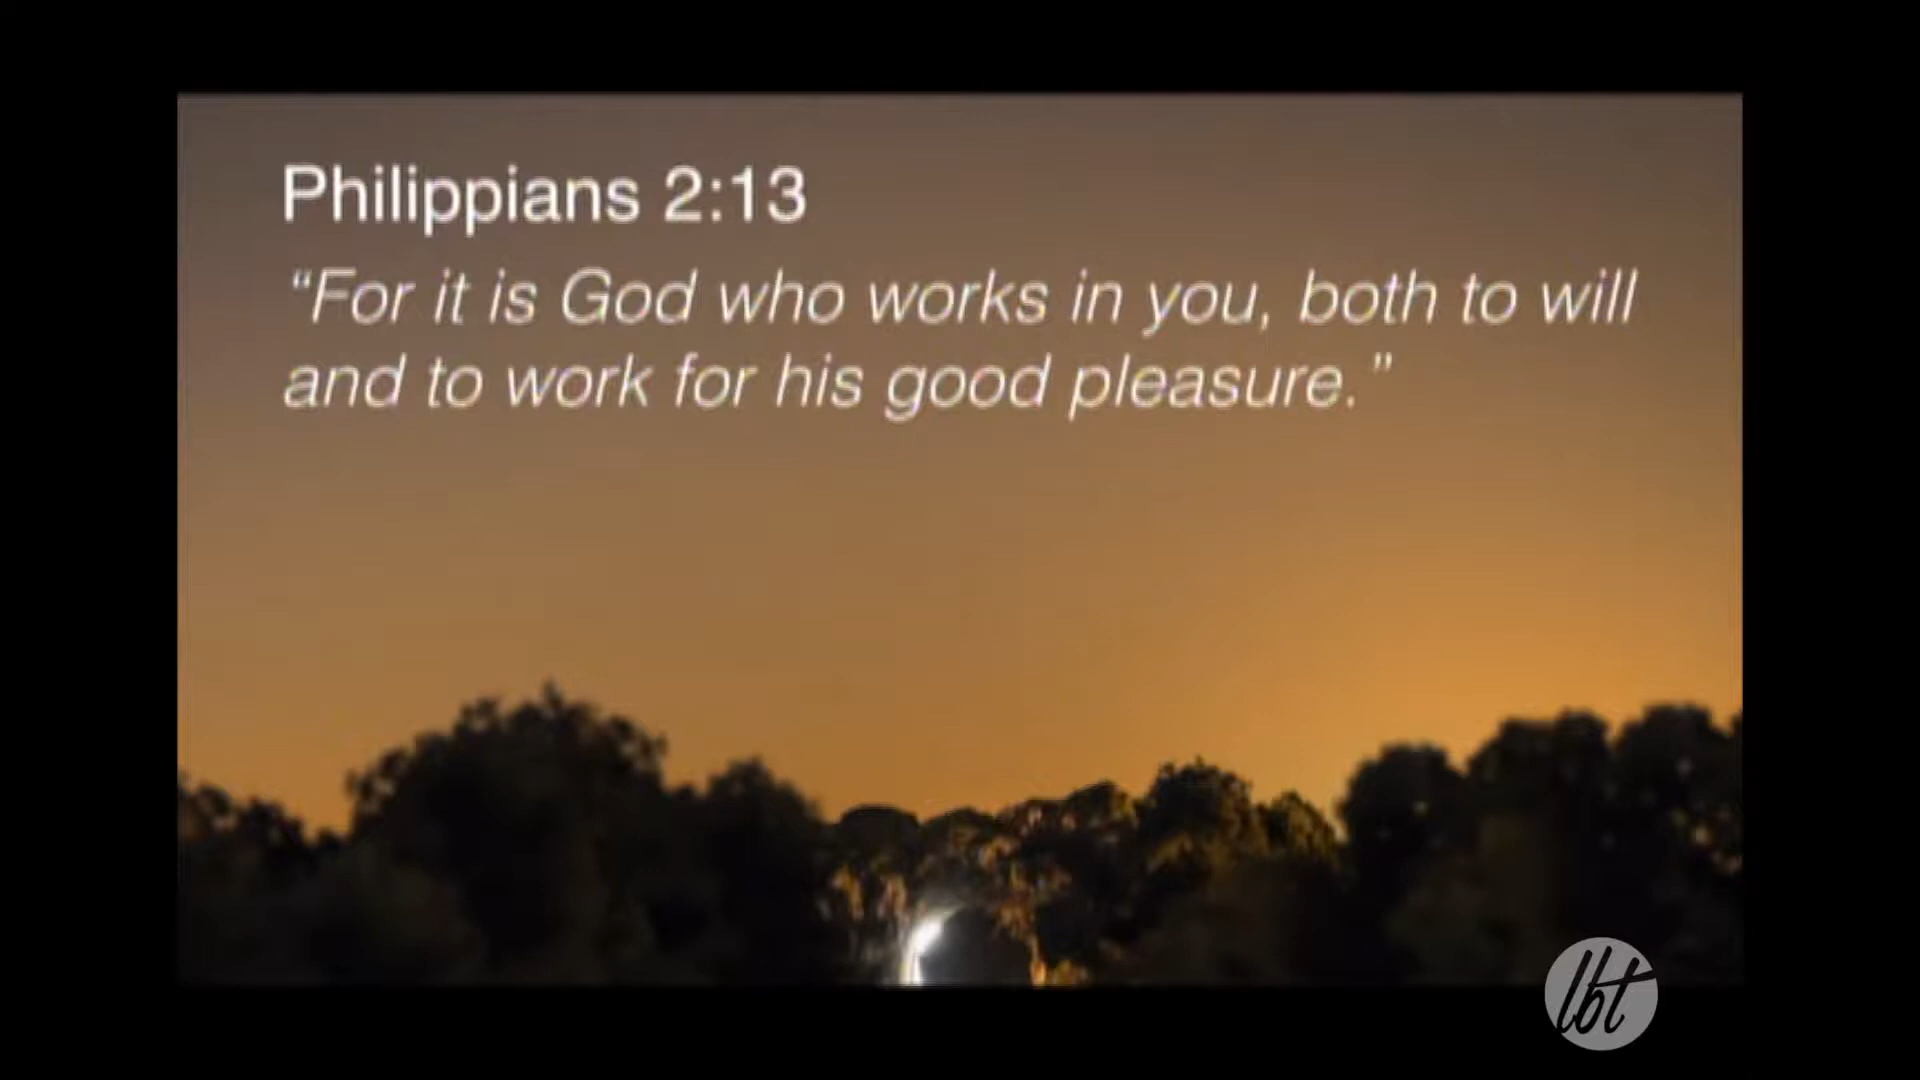 Philippians 2:13
“For it is God who works in you, both to will
and to work for his good pleasure.”
lbt